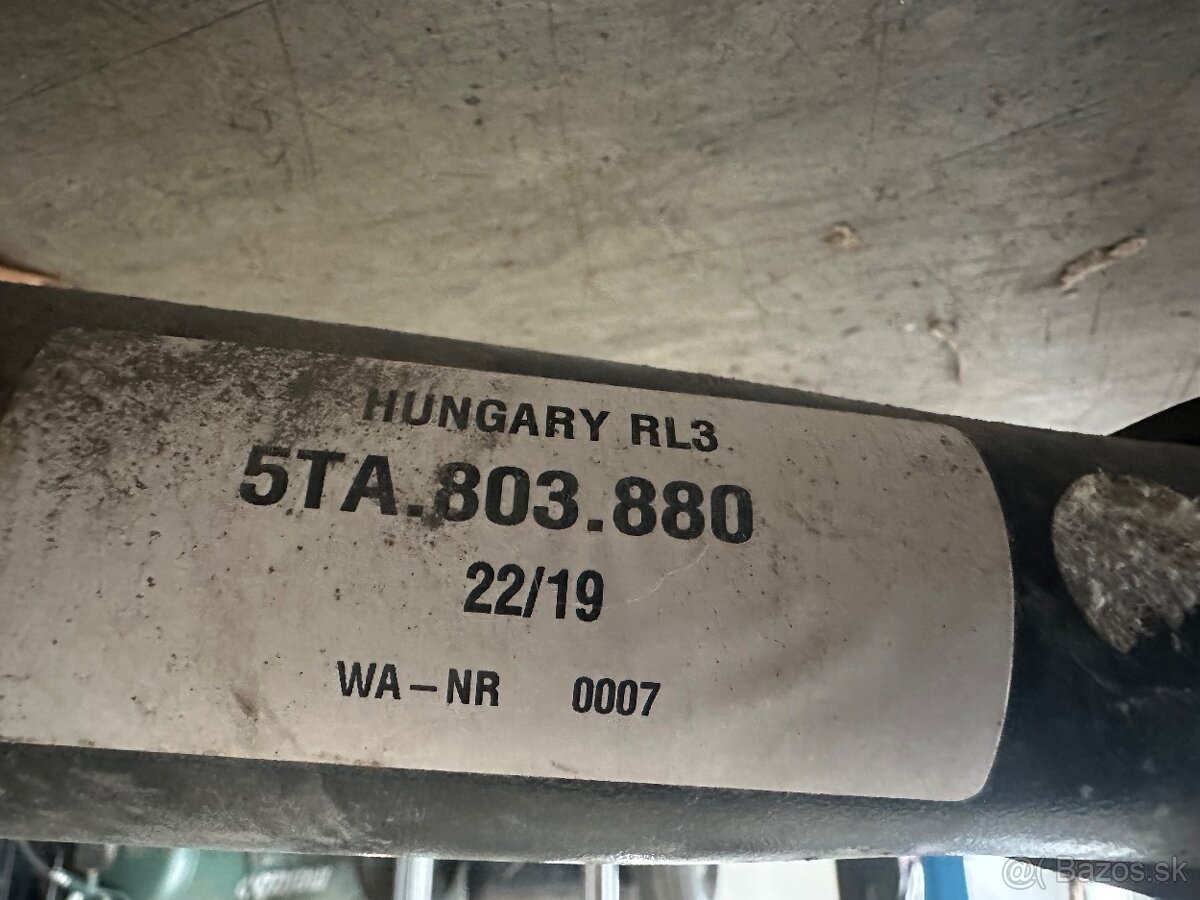 HUNGARY RL3
5TA.803.880
22/19
WA-NR 0007
@( Bazos.sk